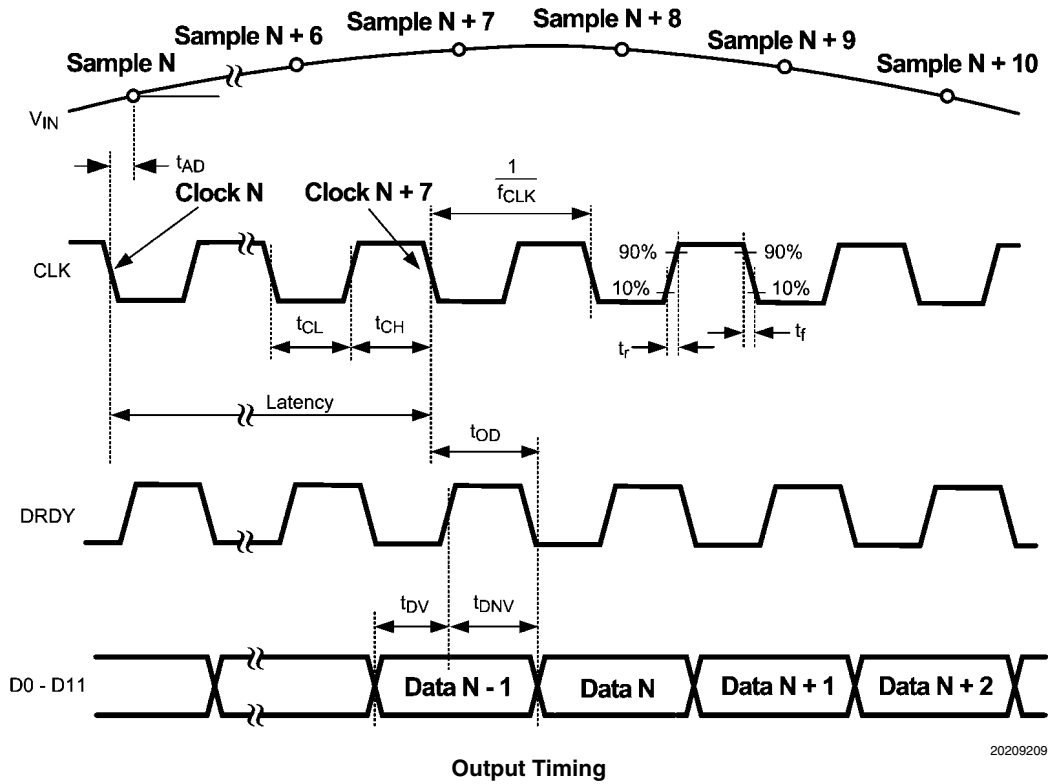 Sample N
Sample N + 6
Sample N + 7
Sample N + 8
Sample N + 9
Sample N + 10
VIN
tAD
Clock N
Clock N + 7
1
fCLK
CLK
90%
10%
90%
10%
tCL
tCH
tr
tf
Latency
tOD
DRDY
tDV
tDNV
D0 - D11
Data N - 1
Data N
Data N + 1
Data N + 2
20209209
Output Timing